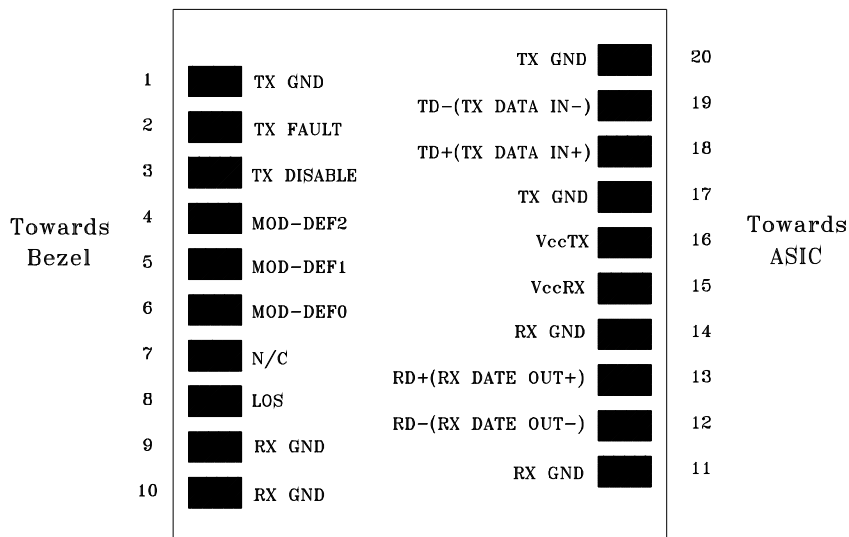 1 TX GND
2 TX FAULT
3 TX DISABLE
4 MOD-DEF2
5 MOD-DEF1
6 MOD-DEF0
7 N/C
8 LOS
9 RX GND
10 RX GND
Towards
Bezel
TX GND 20
TD-(TX DATA IN-) 19
TD+(TX DATA IN+) 18
TX GND 17
VccTX 16
VccRX 15
RX GND 14
RD+(RX DATE OUT+) 13
RD-(RX DATE OUT-) 12
RX GND 11
Towards
ASIC